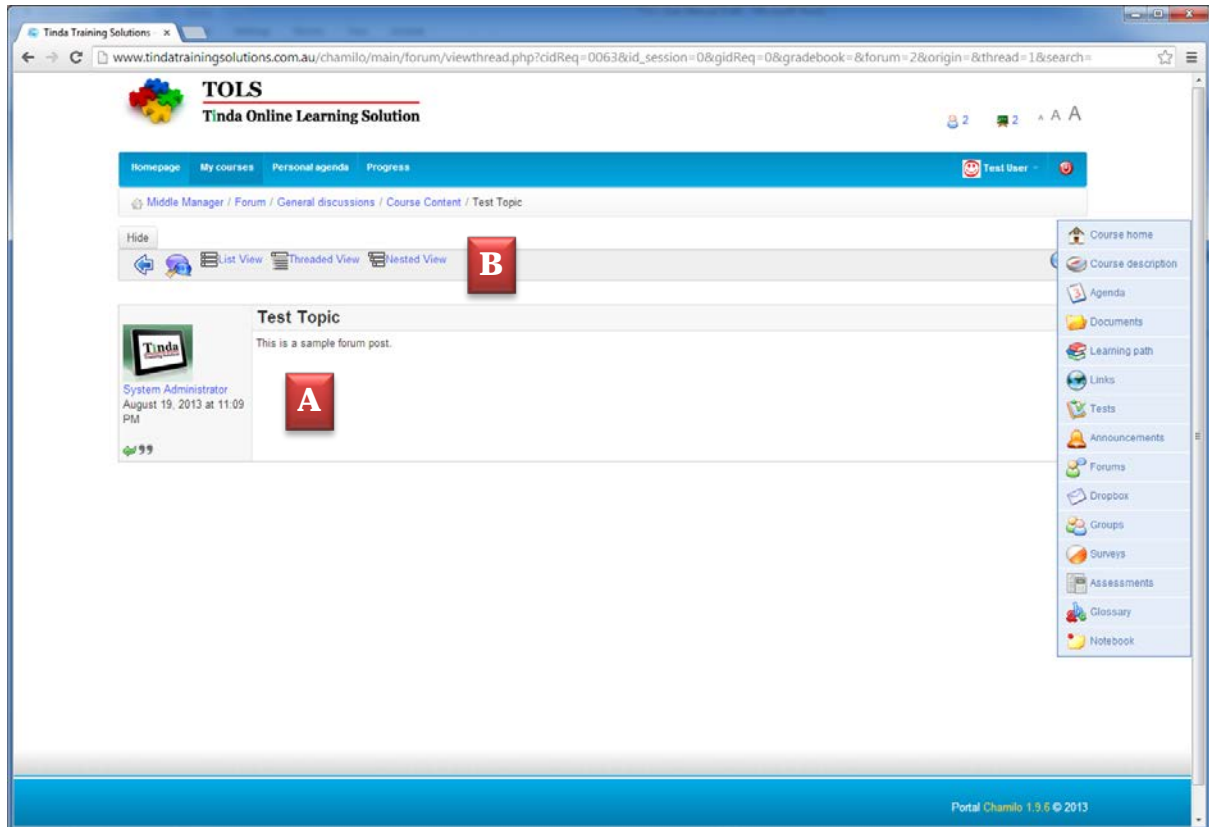 Tinda Training Solutions
www.tindatrainingsolutions.com.au/chamilo/main/forum/viewthread.php?cidReq=0063&id_session=0&gidReq=0&gradebook=&forum=2&origin=&thread=1&search=
TOLS
Tinda Online Learning Solution
2 2 A A A
Homepage My courses Personal agenda Progress Test User
Middle Manager / Forum / General discussions / Course Content / Test Topic
Hide
List View Threaded View Nested View
B
Test Topic
This is a sample forum post.
Tinda
System Administrator
August 19, 2013 at 11:09
PM
A
Course home
Course description
Agenda
Documents
Learning path
Links
Tests
Announcements
Forums
Dropbox
Groups
Surveys
Assessments
Glossary
Notebook
Portal Chamilo 1.9.6 © 2013